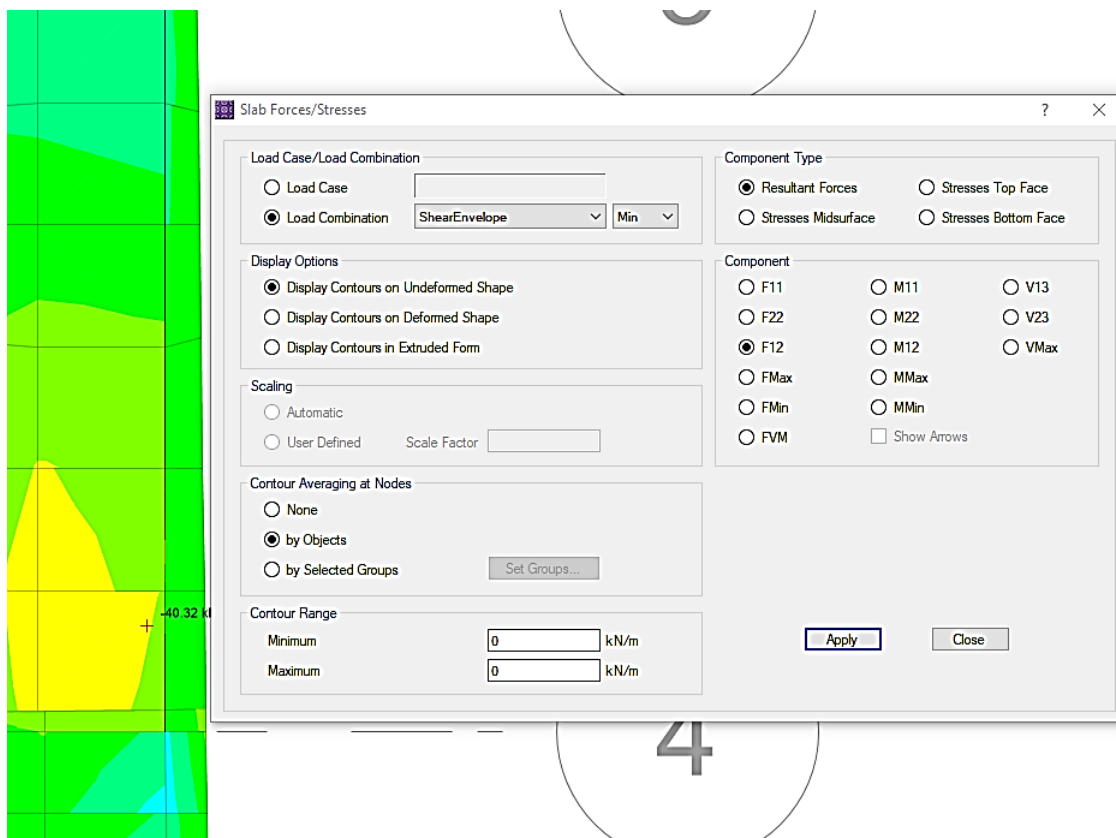 Slab Forces/Stresses ?
Load Case/Load Combination
Load Case
Load Combination ShearEnvelope Min
Component Type
Resultant Forces Stresses Top Face
Stresses Midsurface Stresses Bottom Face
Display Options
Display Contours on Undeformed Shape
Display Contours on Deformed Shape
Display Contours in Extruded Form
Component
F11 M11 V13
F22 M22 V23
F12 M12 VMax
FMax MMax
FMin MMin
FVM Show Arrows
Scaling
Automatic
User Defined Scale Factor
Contour Averaging at Nodes
None
by Objects
by Selected Groups Set Groups...
-40.32
Contour Range
Minimum 0 kN/m
Maximum 0 kN/m
Apply Close
4